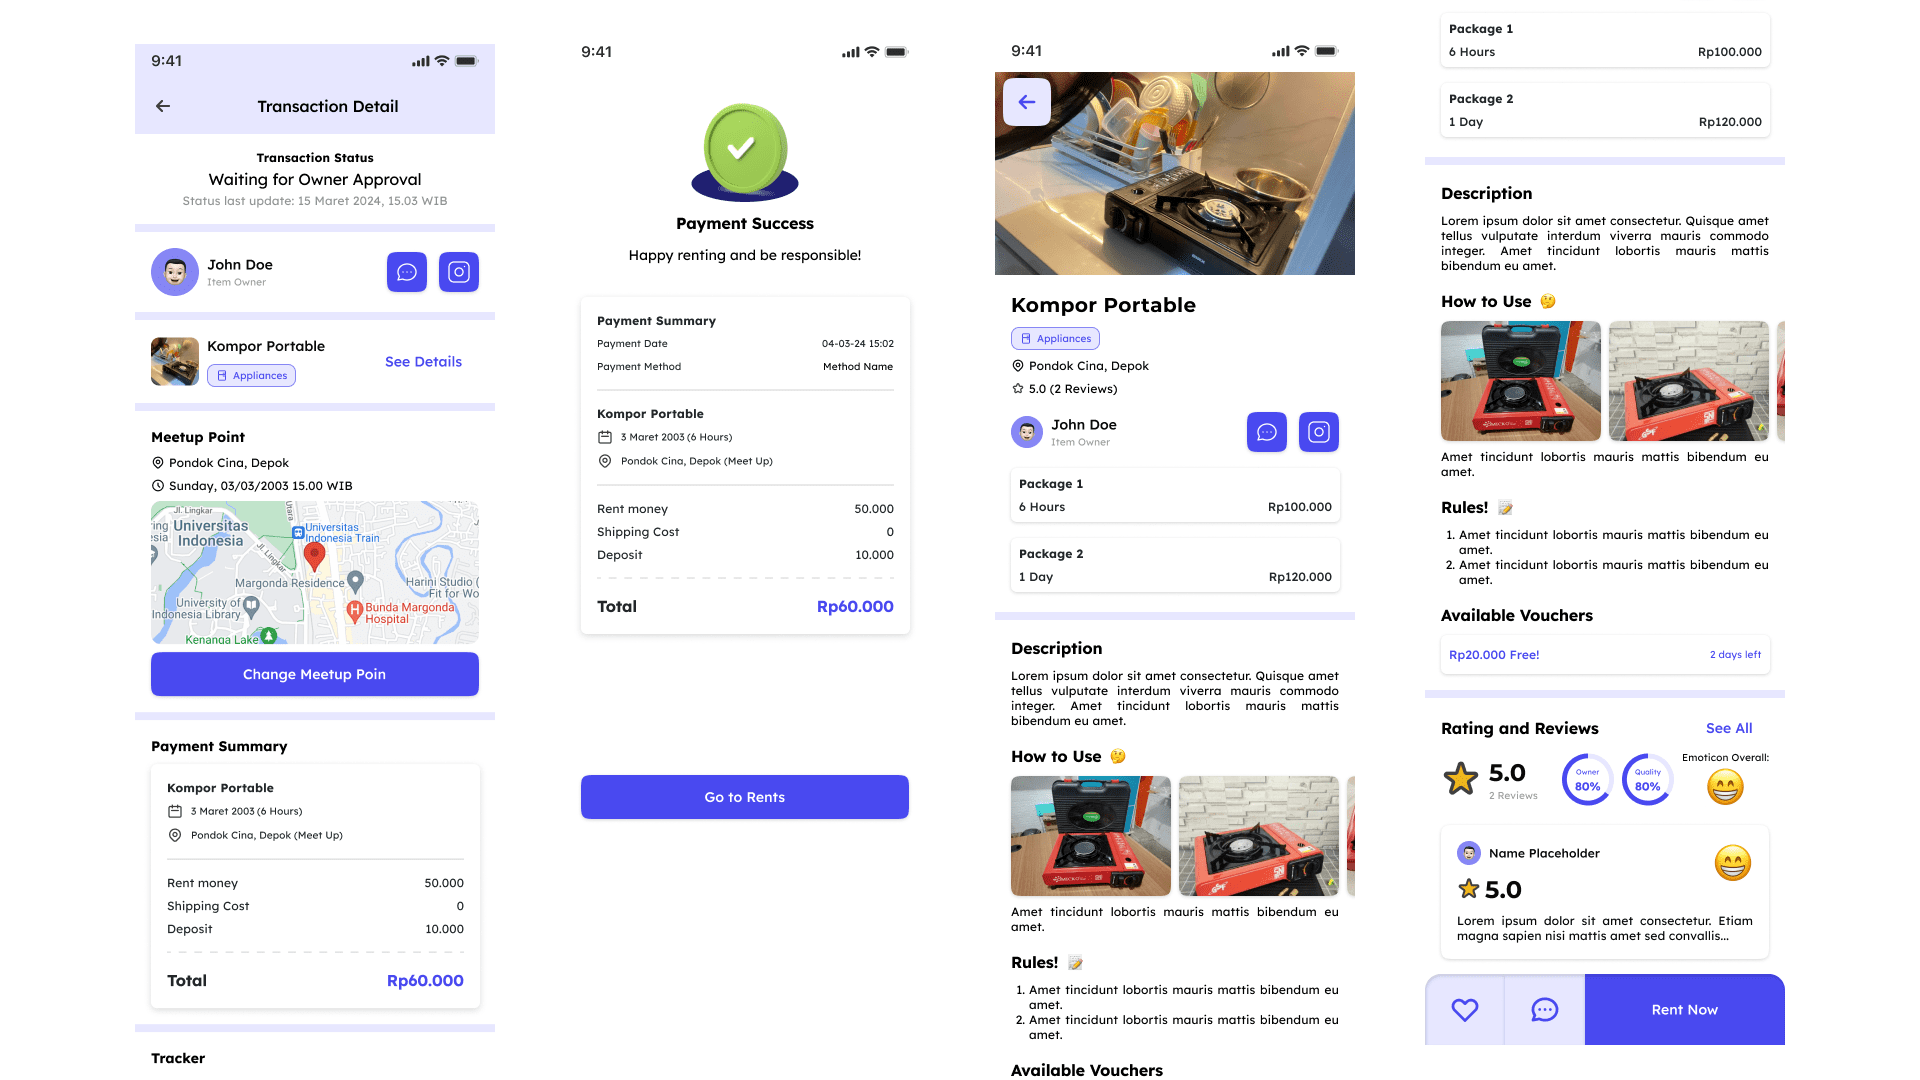 9:41
Transaction Detail
Transaction Status
Waiting for Owner Approval
Status last update: 15 Maret 2024, 15.03 WIB
John Doe
Item Owner
Kompor Portable
Appliances
See Details
Meetup Point
Pondok Cina, Depok
Sunday, 03/03/2003 15.00 WIB
Jl. Lingkar
Utara
Universitas
Indonesia
Universitas
Indonesia Train
Jl. Lingkar
Margonda Residence
Harini Studio (
Fit for Wo
University of
Indonesia Library
Bunda Margonda
Hospital
Kenanga Lake
Change Meetup Poin
Payment Summary
Kompor Portable
3 Maret 2003 (6 Hours)
Pondok Cina, Depok (Meet Up)
Rent money 50.000
Shipping Cost 0
Deposit 10.000
Total Rp60.000
Tracker
9:41
Payment Success
Happy renting and be responsible!
Payment Summary
Payment Date 04-03-24 15:02
Payment Method Method Name
Kompor Portable
3 Maret 2003 (6 Hours)
Pondok Cina, Depok (Meet Up)
Rent money 50.000
Shipping Cost 0
Deposit 10.000
Total Rp60.000
Go to Rents
9:41
Kompor Portable
Appliances
Pondok Cina, Depok
5.0 (2 Reviews)
John Doe
Item Owner
Package 1
6 Hours Rp100.000
Package 2
1 Day Rp120.000
Description
Lorem ipsum dolor sit amet consectetur. Quisque amet
tellus vulputate interdum viverra mauris commodo
integer. Amet tincidunt lobortis mauris mattis
bibendum eu amet.
How to Use
Amet tincidunt lobortis mauris mattis bibendum eu
amet.
Rules!
1. Amet tincidunt lobortis mauris mattis bibendum eu
amet.
2. Amet tincidunt lobortis mauris mattis bibendum eu
amet.
Available Vouchers
Package 1
6 Hours Rp100.000
Package 2
1 Day Rp120.000
Description
Lorem ipsum dolor sit amet consectetur. Quisque amet
tellus vulputate interdum viverra mauris commodo
integer. Amet tincidunt lobortis mauris mattis
bibendum eu amet.
How to Use
Amet tincidunt lobortis mauris mattis bibendum eu
amet.
Rules!
1. Amet tincidunt lobortis mauris mattis bibendum eu
amet.
2. Amet tincidunt lobortis mauris mattis bibendum eu
amet.
Available Vouchers
Rp20.000 Free! 2 days left
Rating and Reviews See All
5.0
2 Reviews
Owner
80%
Quality
80%
Emoticon Overall:
Name Placeholder
5.0
Lorem ipsum dolor sit amet consectetur. Etiam
magna sapien nisi mattis amet sed convallis...
Rent Now